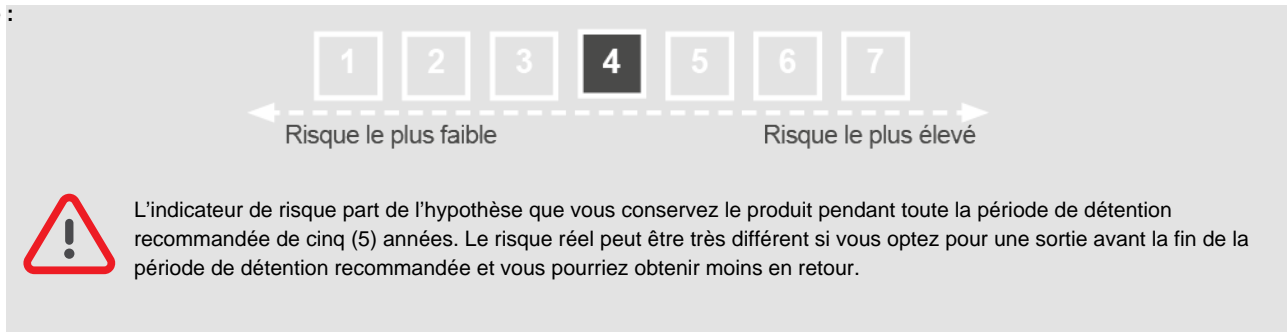 :
1 2 3 4 5 6 7
Risque le plus faible Risque le plus élevé
L'indicateur de risque part de l'hypothèse que vous conservez le produit pendant toute la période de détention
recommandée de cinq (5) années. Le risque réel peut être très différent si vous optez pour une sortie avant la fin de la
période de détention recommandée et vous pourriez obtenir moins en retour.